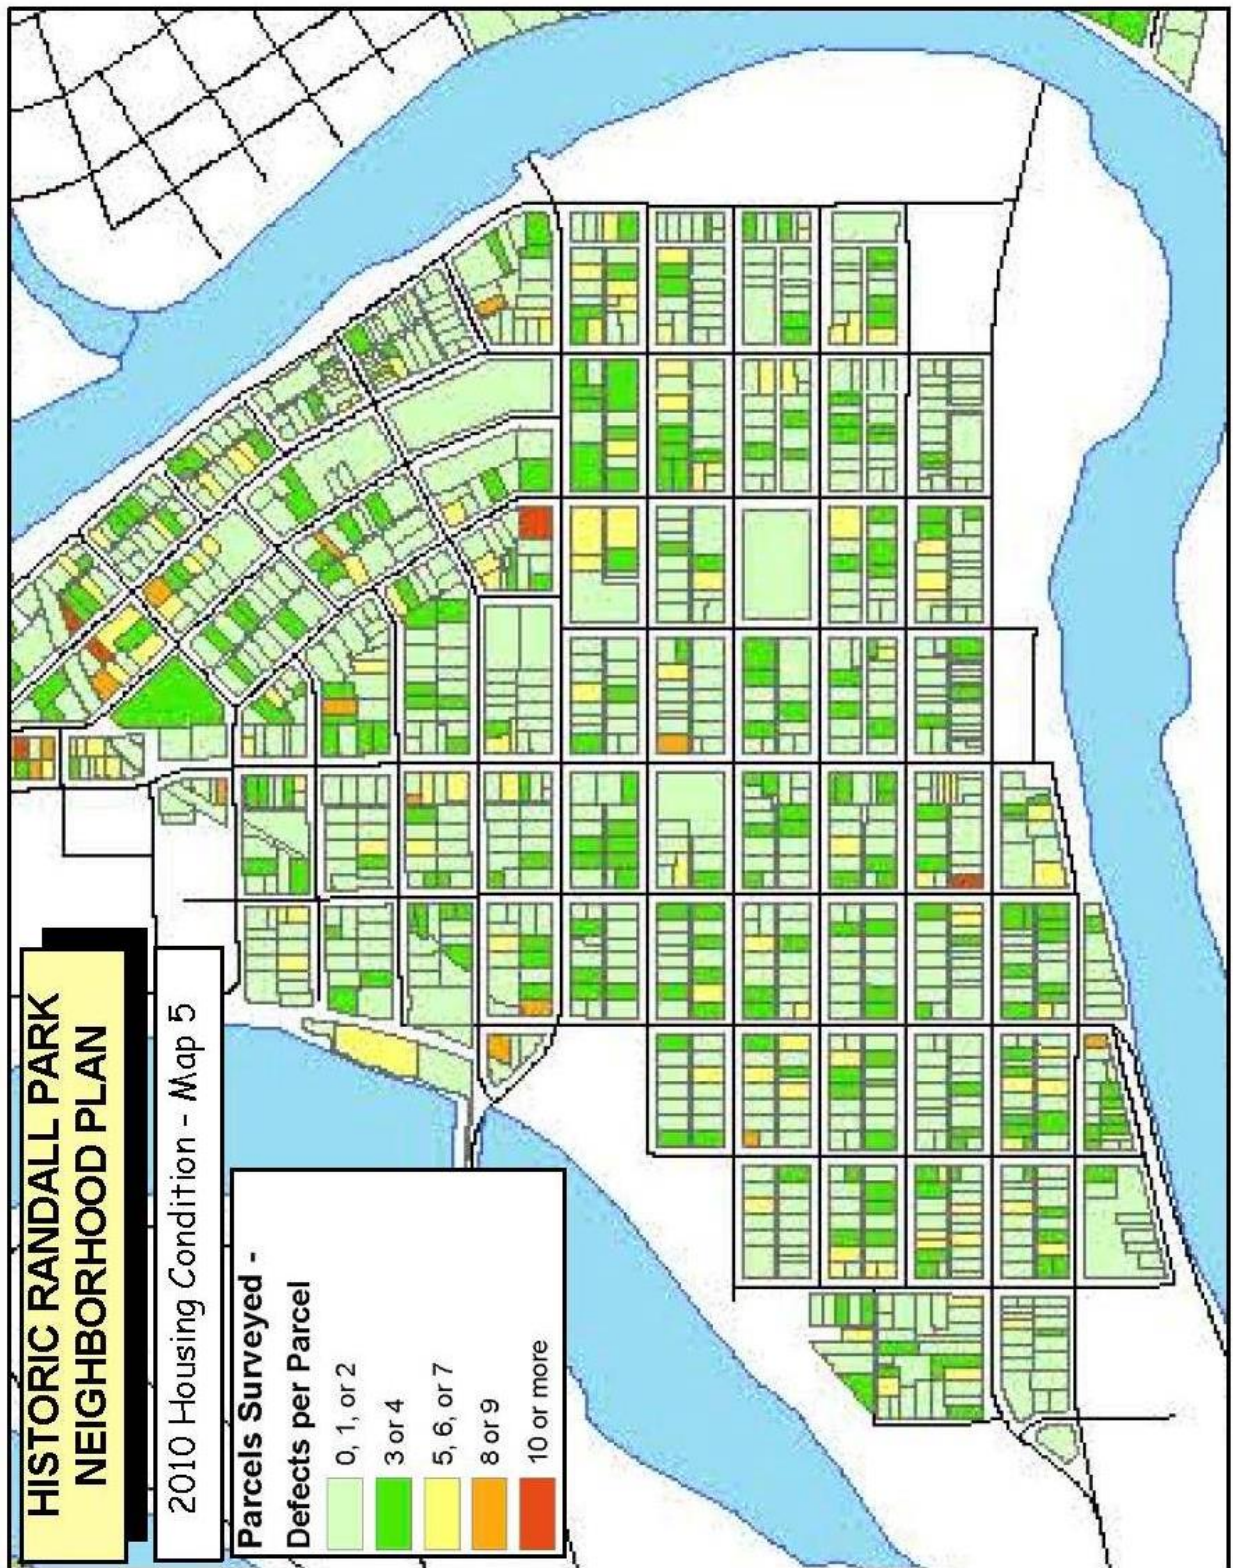 HISTORIC RANDALL PARK
NEIGHBORHOOD PLAN
2010 Housing Condition - Map 5
Parcels Surveyed -
Defects per Parcel
0, 1, or 2
3 or 4
5, 6, or 7
8 or 9
10 or more